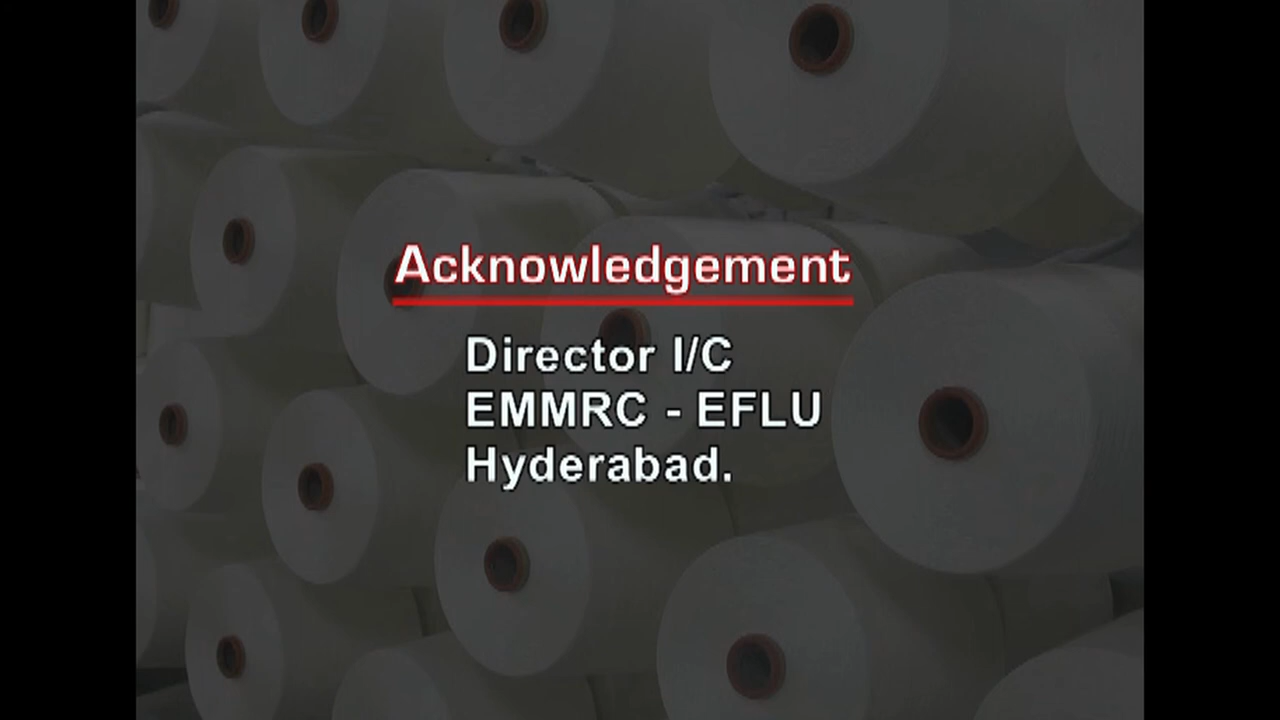 Acknowledgement
Director I/C
EMMRC - EFLU
Hyderabad.